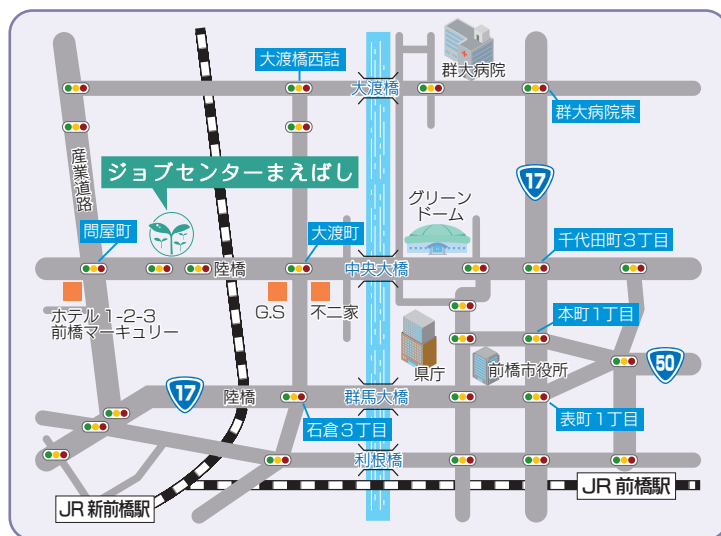 大渡橋西詰
群大病院
大渡橋
群大病院東
産業道路
ジョブセンターまえばし
17
グリーン
ドーム
問屋町
大渡町
千代田町3丁目
陸橋
中央大橋
ホテル1-2-3
前橋マーキュリー
G.S
不二家
本町1丁目
県庁
前橋市役所
50
17
陸橋
群馬大橋
石倉3丁目
表町1丁目
利根橋
JR 新前橋駅
JR 前橋駅